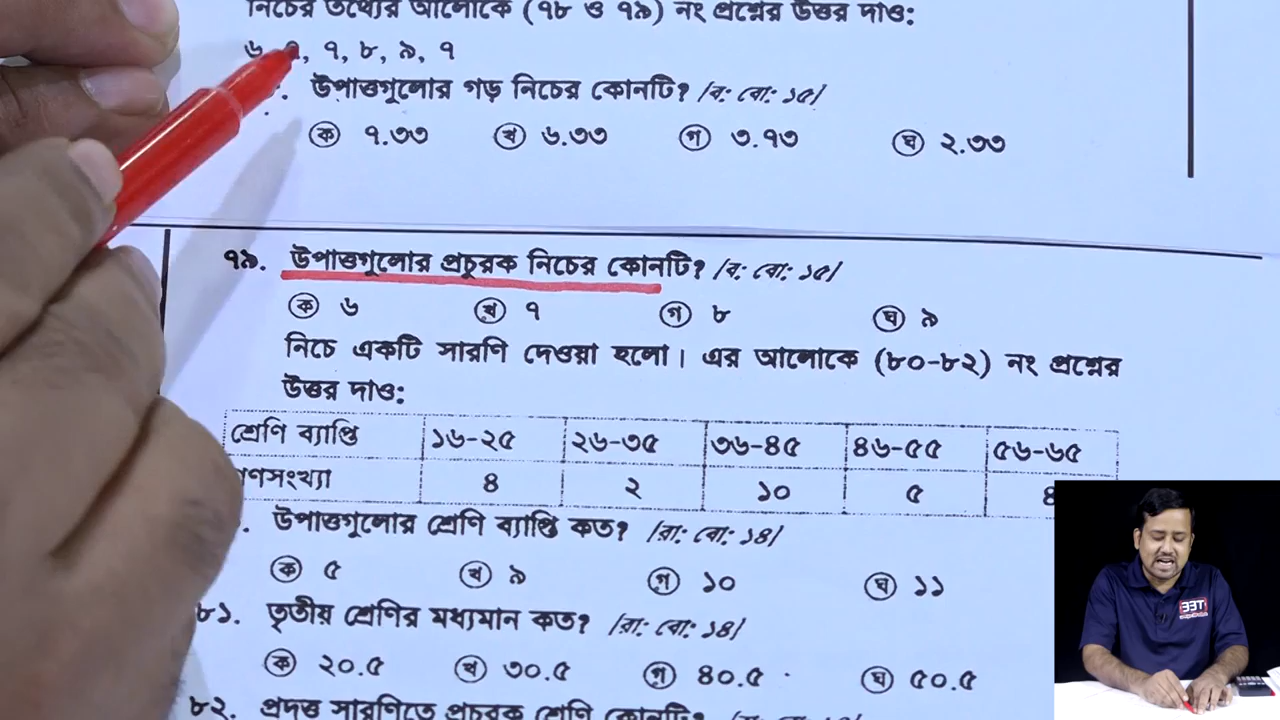 নিচের তথ্যের আলোকে (৭৮ ও ৭৯) নং প্রশ্নের উত্তর দাও:
৬, ৭, ৭, ৮, ৯, ৭
উপাত্তগুলোর গড় নিচের কোনটি? [ব: বো: ১৫]
ক ৭.৩৩ খ ৬.৩৩ গ ৩.৭৩ ঘ ২.৩৩
৭৯. উপাত্তগুলোর প্রচুরক নিচের কোনটি? [ব: বো: ১৫]
ক ৬ খ ৭ গ ৮ ঘ ৯
নিচে একটি সারণি দেওয়া হলো। এর আলোকে (৮০-৮২) নং প্রশ্নের
উত্তর দাও:
শ্রেণি ব্যাপ্তি ১৬-২৫ ২৬-৩৫ ৩৬-৪৫ ৪৬-৫৫ ৫৬-৬৫
ণসংখ্যা ৪ ২ ১০ ৫ ৪
উপাত্তগুলোর শ্রেণি ব্যাপ্তি কত? [রা: বো: ১৪]
ক ৫ খ ৯ গ ১০ ঘ ১১
৮১. তৃতীয় শ্রেণির মধ্যমান কত? [রা: বো: ১৪]
ক ২০.৫ খ ৩০.৫ গ ৪০.৫ ঘ ৫০.৫
৮২. প্রদত্ত সারণিতে প্রচুরক শ্রেণি কোনটি?